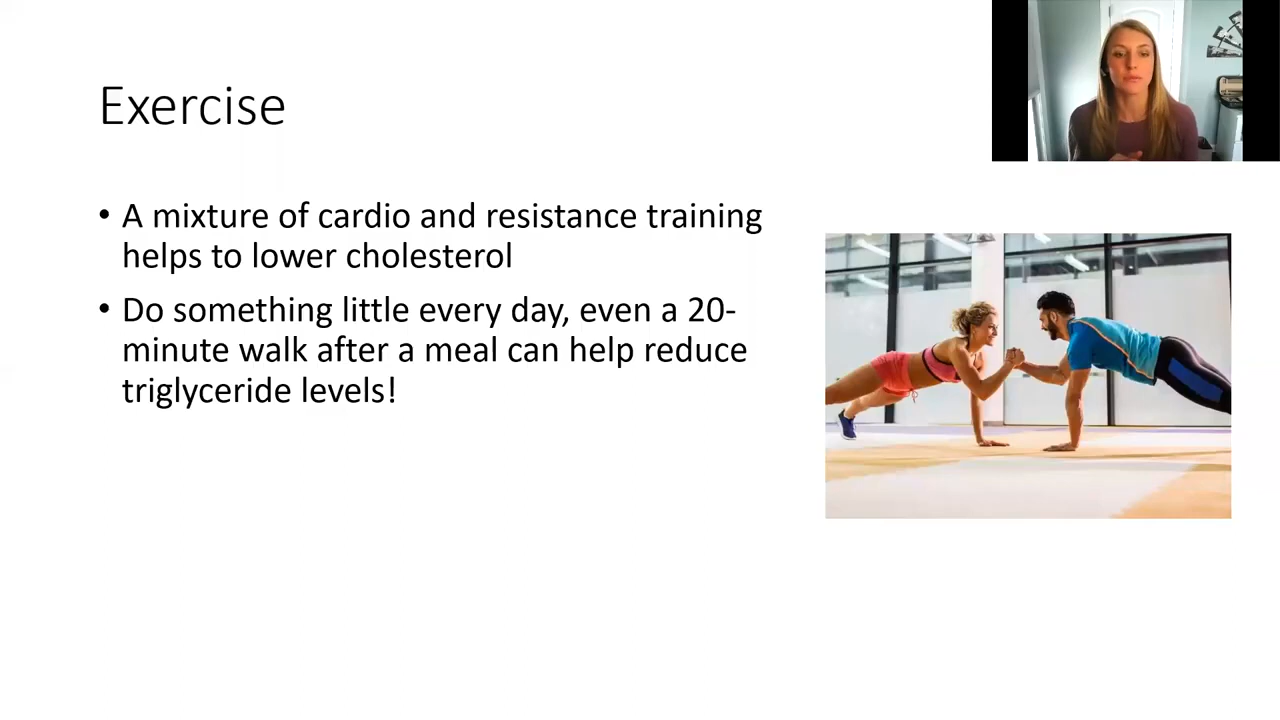 Exercise
• A mixture of cardio and resistance training
helps to lower cholesterol
• Do something little every day, even a 20-
minute walk after a meal can help reduce
triglyceride levels!